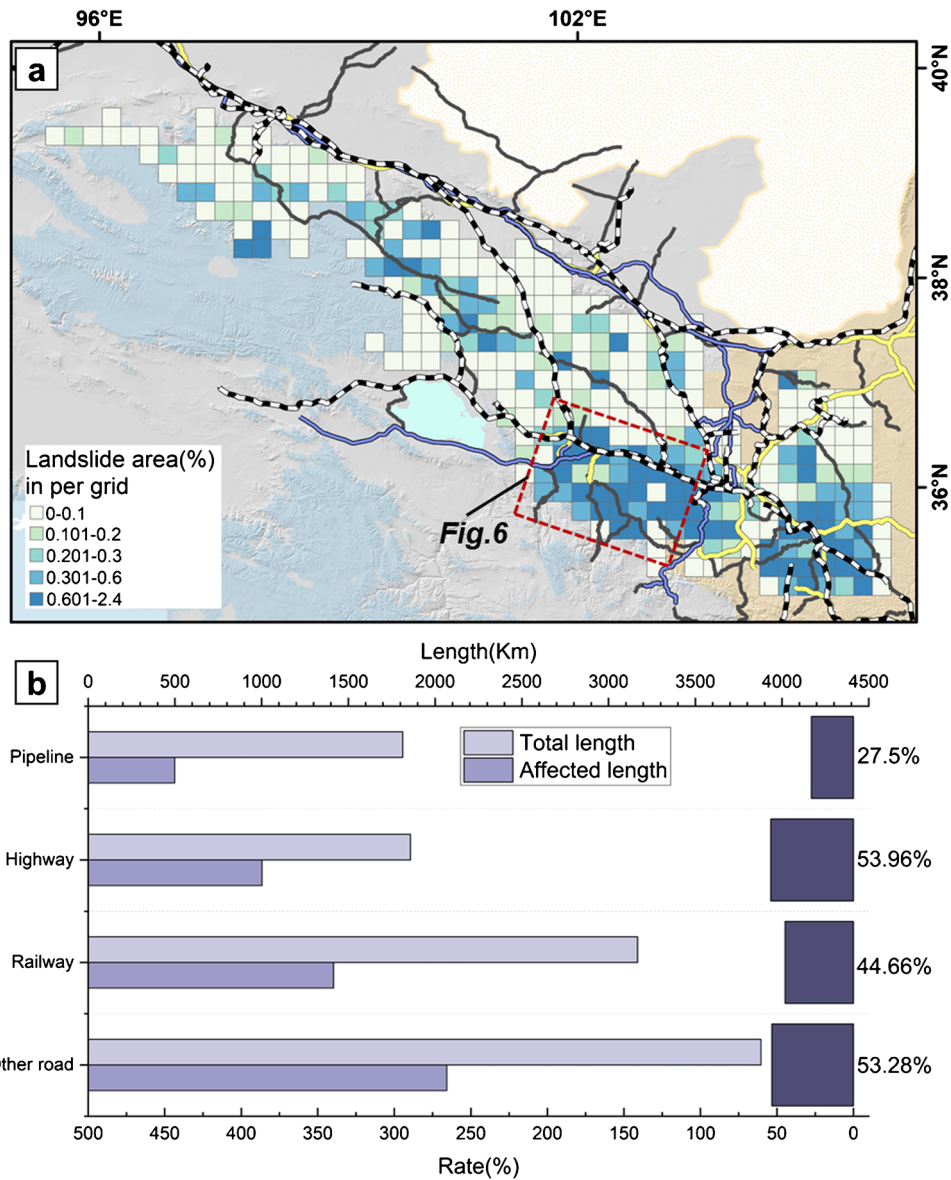 96°E
102°E
a
40°N
38°N
36°N
Fig.6
Landslide area(%)
in per grid
0-0.1
0.101-0.2
0.201-0.3
0.301-0.6
0.601-2.4
b
Length(Km)
0 500 1000 1500 2000 2500 3000 3500 4000 4500
Total length
Affected length
Pipeline
27.5%
Highway
53.96%
Railway
44.66%
ther road
53.28%
500 450 400 350 300 250 200 150 100 50 0
Rate(%)